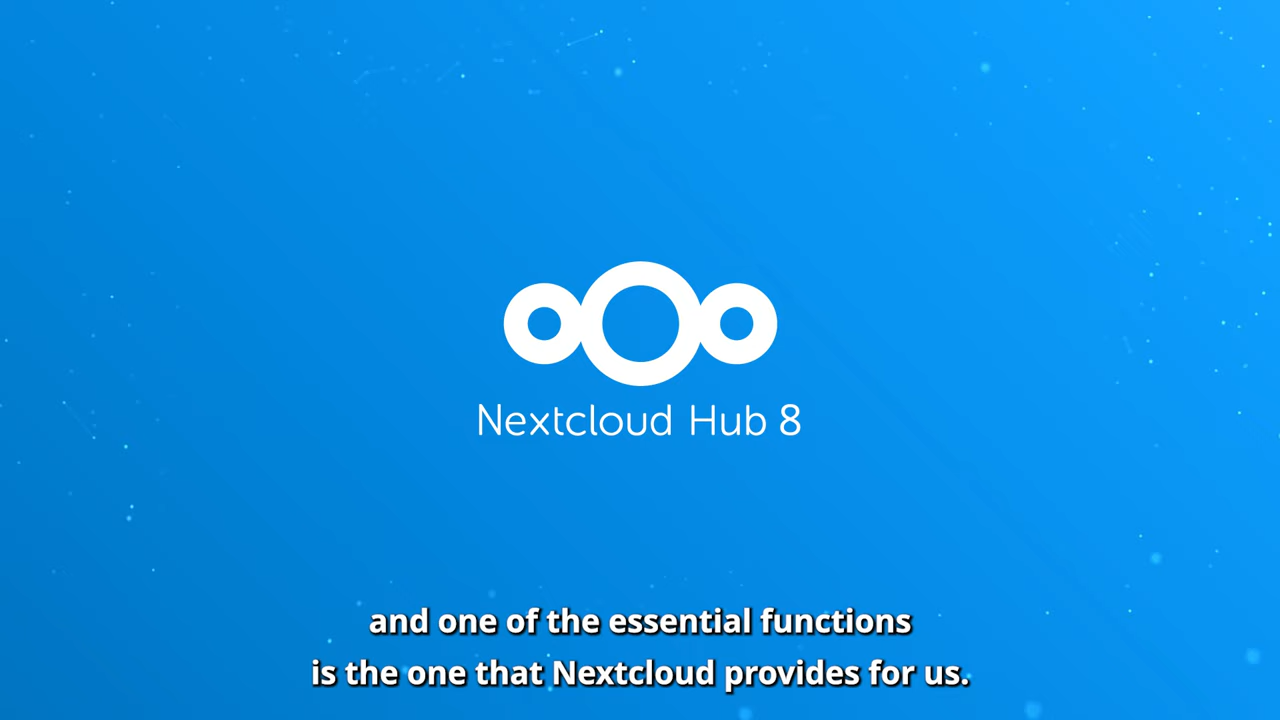 Nextcloud Hub 8
and one of the essential functions
is the one that Nextcloud provides for us.